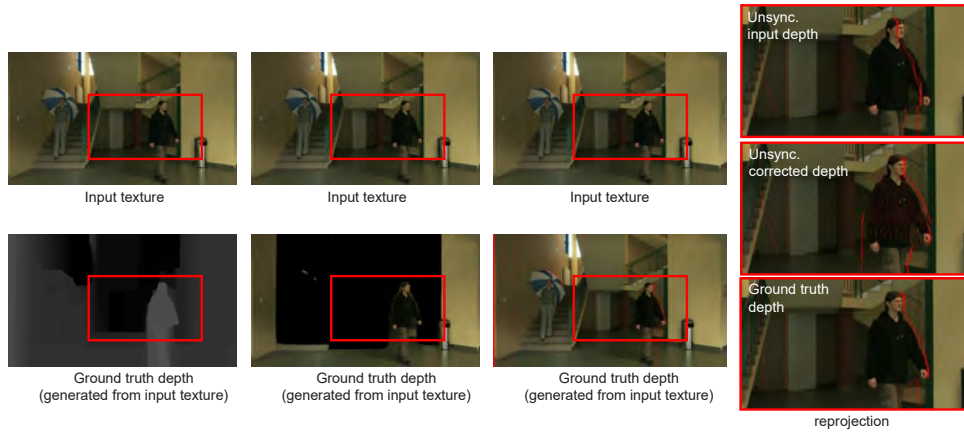 Unsync.
input depth
Input texture
Input texture
Input texture
Unsync.
corrected depth
Ground truth
depth
Ground truth depth
(generated from input texture)
Ground truth depth
(generated from input texture)
Ground truth depth
(generated from input texture)
reprojection